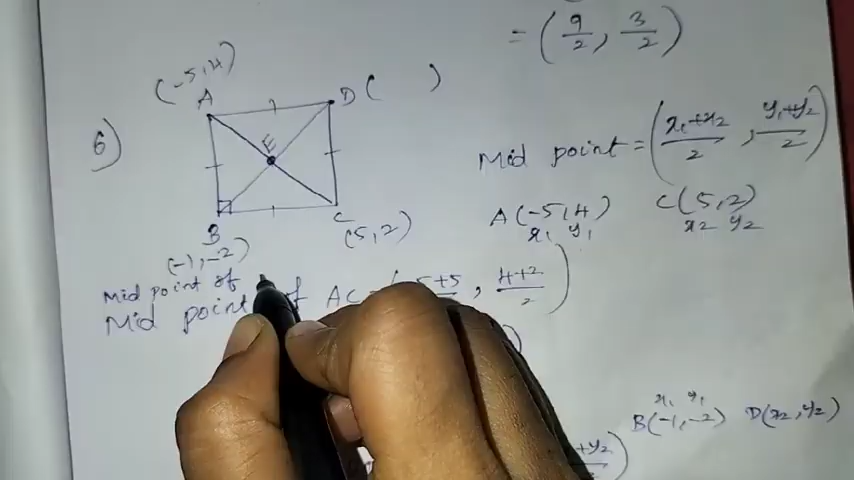 = (9/2, 3/2)
(-5, 4)
A D ( )
6)
E
Mid point = (x1+x2/2, y1+y2/2)
A(-5, 4) C(5, 2)
x1 y1 x2 y2
B C
(-1, -2) (5, 2)
Mid point of
Mid point of AC = (-5+5, 4+2/2)
x1 y1
B(-1, -2) D(x2, y2)
+y2)